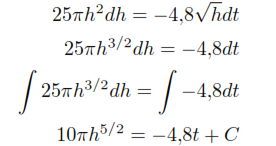 25πh²dh = −4,8√hdt
25πh^{3/2}dh = −4,8dt
∫ 25πh^{3/2}dh = ∫ −4,8dt
10πh^{5/2} = −4,8t + C